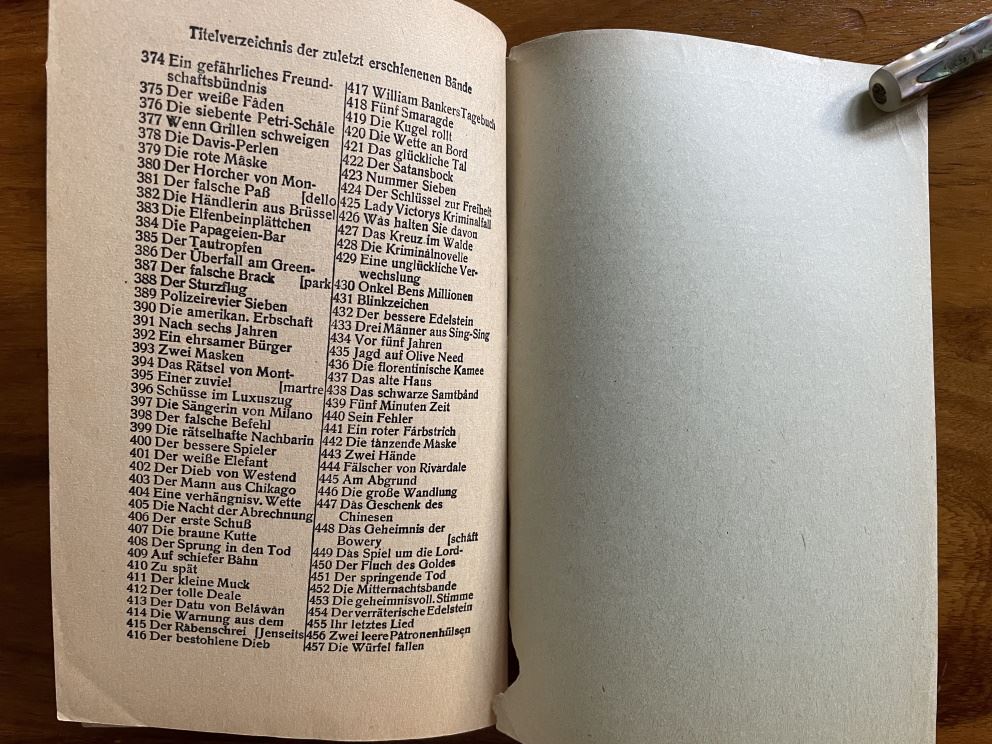 Titelverzeichnis der zuletzt erschienenen Bände
374 Ein gefährliches Freund-
schaftsbündnis
375 Der weiße Faden
376 Die siebente Petri-Schale
377 Wenn Grillen schweigen
378 Die Davis-Perlen
379 Die rote Maske
380 Der Horcher von Mon-
381 Der falsche Paß [dello
382 Die Händlerin aus Brüssel
383 Die Elfenbeinplättchen
384 Die Papageien-Bar
385 Der Tautropfen
386 Der Überfall am Green-
387 Der falsche Brack [park
388 Der Sturzflug
389 Polizeirevier Sieben
390 Die amerikan. Erbschaft
391 Nach sechs Jahren
392 Ein ehrsamer Bürger
393 Zwei Masken
394 Das Rätsel von Mont-
395 Einer zuviel [martre
396 Schüsse im Luxuszug
397 Die Sängerin von Milano
398 Der falsche Befehl
399 Die rätselhafte Nachbarin
400 Der bessere Spieler
401 Der weiße Elefant
402 Der Dieb von Westend
403 Der Mann aus Chikago
404 Eine verhängnisv. Wette
405 Die Nacht der Abrechnung
406 Der erste Schuß
407 Die braune Kutte
408 Der Sprung in den Tod
409 Auf schiefer Bahn
410 Zu spät
411 Der kleine Muck
412 Der tolle Deale
413 Der Datu von Belawan
414 Die Warnung aus dem
415 Der Rabenschrei [Jenseits
416 Der bestohlene Dieb
417 William Bankers Tagebuch
418 Fünf Smaragde
419 Die Kugel rollt
420 Die Wette an Bord
421 Das glückliche Tal
422 Der Satansbock
423 Nummer Sieben
424 Der Schlüssel zur Freiheit
425 Lady Victorys Kriminalfall
426 Was halten Sie davon
427 Das Kreuz im Walde
428 Die Kriminalnovelle
429 Eine unglückliche Ver-
wechslung
430 Onkel Bens Millionen
431 Blinkzeichen
432 Der bessere Edelstein
433 Drei Männer aus Sing-Sing
434 Vor fünf Jahren
435 Jagd auf Olive Need
436 Die florentinische Kamee
437 Das alte Haus
438 Das schwarze Samtband
439 Fünf Minuten Zeit
440 Sein Fehler
441 Ein roter Farbstrich
442 Die tanzende Maske
443 Zwei Hände
444 Fälscher von Rivardale
445 Am Abgrund
446 Die große Wandlung
447 Das Geschenk des
Chinesen
448 Das Geheimnis der
Bowery [schaft
449 Das Spiel um die Lord-
450 Der Fluch des Goldes
451 Der springende Tod
452 Die Mitternachtsbande
453 Die geheimnisvoll. Stimme
454 Der verräterische Edelstein
455 Ihr letztes Lied
456 Zwei leere Patronenhülsen
457 Die Würfel fallen